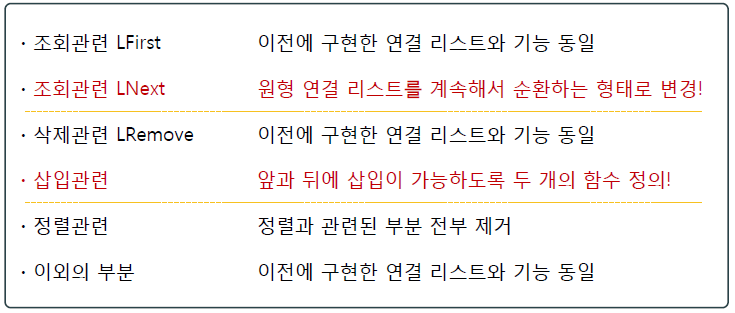 · 조회관련 LFirst 이전에 구현한 연결 리스트와 기능 동일
· 조회관련 LNext 원형 연결 리스트를 계속해서 순환하는 형태로 변경!
· 삭제관련 LRemove 이전에 구현한 연결 리스트와 기능 동일
· 삽입관련 앞과 뒤에 삽입이 가능하도록 두 개의 함수 정의!
· 정렬관련 정렬과 관련된 부분 전부 제거
· 이외의 부분 이전에 구현한 연결 리스트와 기능 동일